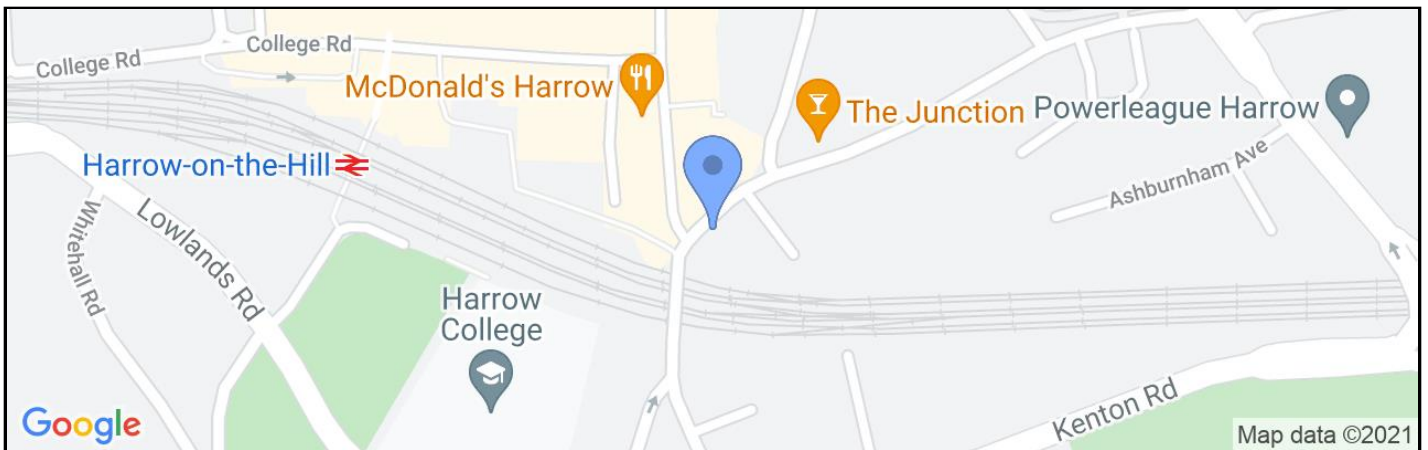 College Rd
College Rd
McDonald's Harrow
The Junction
Powerleague Harrow
Harrow-on-the-Hill
Ashburnham Ave
Whitehall Rd
Lowlands Rd
Harrow
College
Kenton Rd
Google
Map data ©2021